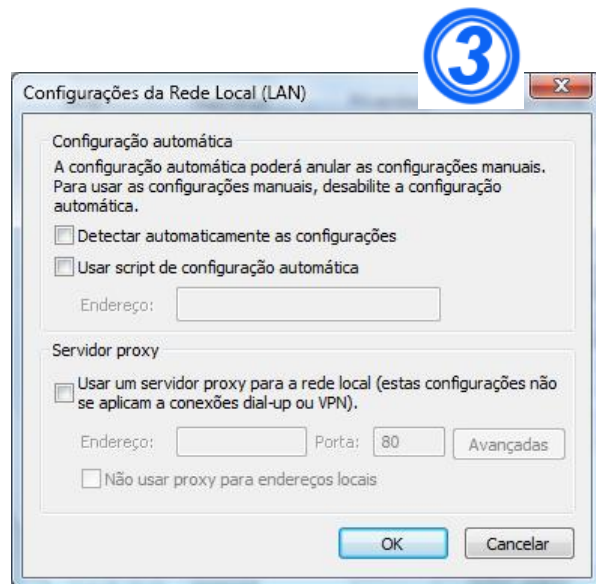 3
Configurações da Rede Local (LAN)
Configuração automática
A configuração automática poderá anular as configurações manuais.
Para usar as configurações manuais, desabilite a configuração
automática.
Detectar automaticamente as configurações
Usar script de configuração automática
Endereço:
Servidor proxy
Usar um servidor proxy para a rede local (estas configurações não
se aplicam a conexões dial-up ou VPN).
Endereço: Porta: 80 Avançadas
Não usar proxy para endereços locais
OK Cancelar